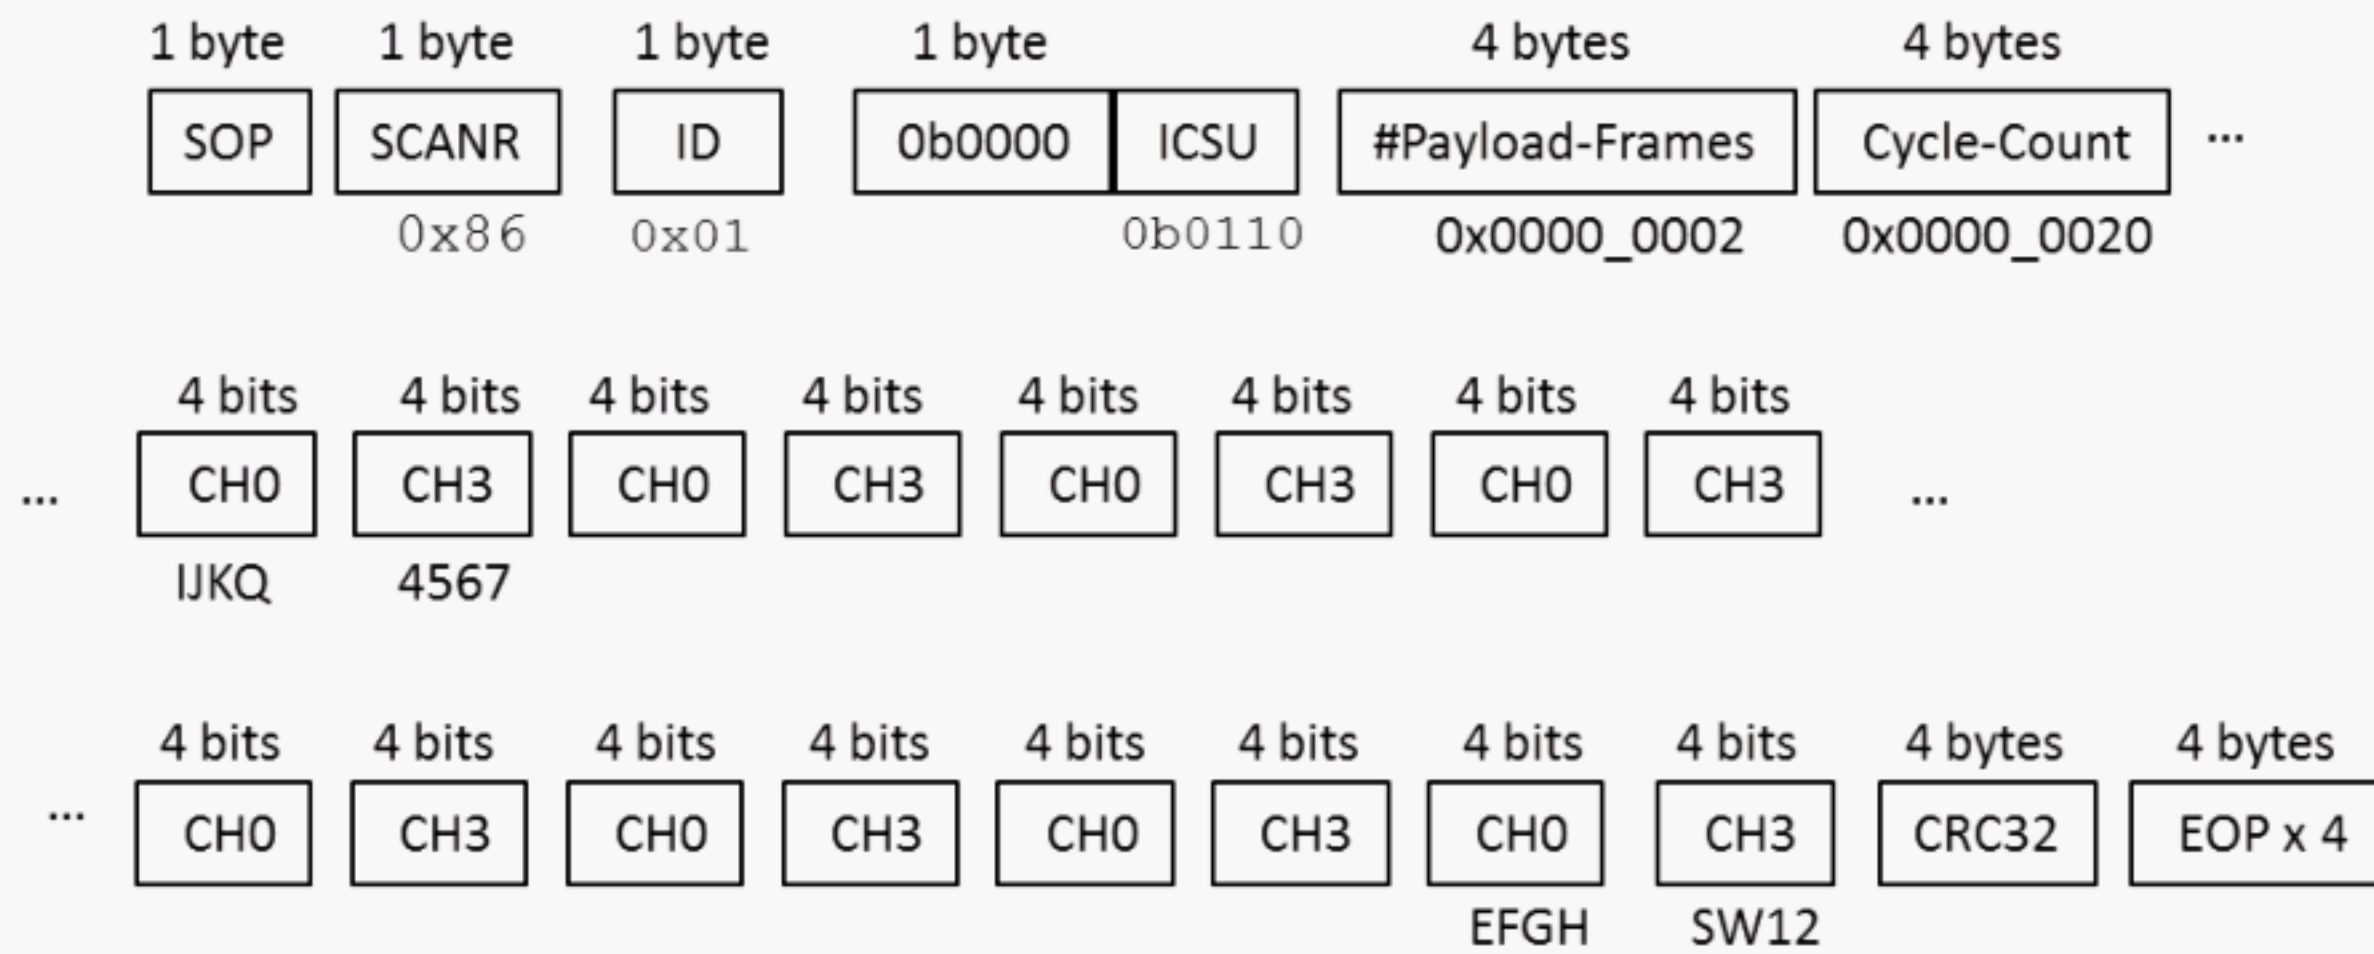 1 byte 1 byte 1 byte 1 byte 4 bytes 4 bytes
SOP SCANR ID 0b0000 ICSU #Payload-Frames Cycle-Count ...
0x86 0x01 0b0110 0x0000_0002 0x0000_0020
4 bits 4 bits 4 bits 4 bits 4 bits 4 bits 4 bits 4 bits
... CH0 CH3 CH0 CH3 CH0 CH3 CH0 CH3 ...
IJKQ 4567
4 bits 4 bits 4 bits 4 bits 4 bits 4 bits 4 bits 4 bits 4 bytes 4 bytes
... CH0 CH3 CH0 CH3 CH0 CH3 CH0 CH3 CRC32 EOP x 4
EFGH SW12